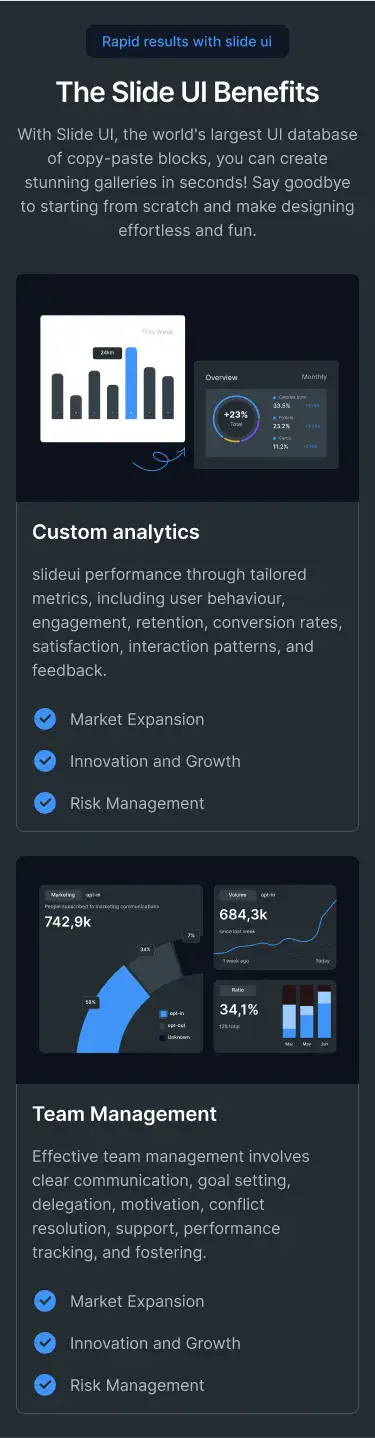 Rapid results with slide ui
The Slide UI Benefits
With Slide UI, the world's largest UI database
of copy-paste blocks, you can create
stunning galleries in seconds! Say goodbye
to starting from scratch and make designing
effortless and fun.
This Week
24km
Overview
Monthly
+23%
Total
33.5%
23.2%
11.2%
Custom analytics
slideui performance through tailored
metrics, including user behaviour,
engagement, retention, conversion rates,
satisfaction, interaction patterns, and
feedback.
Market Expansion
Innovation and Growth
Risk Management
Marketing opt-in
People subscribed to marketing communications
742,9k
7%
34%
opt-in
opt-out
Unknown
Volume opt-in
684,3k
since last week
1 week ago
Today
Ratio
34,1%
125 total
Mar May Jun
Team Management
Effective team management involves
clear communication, goal setting,
delegation, motivation, conflict
resolution, support, performance
tracking, and fostering.
Market Expansion
Innovation and Growth
Risk Management